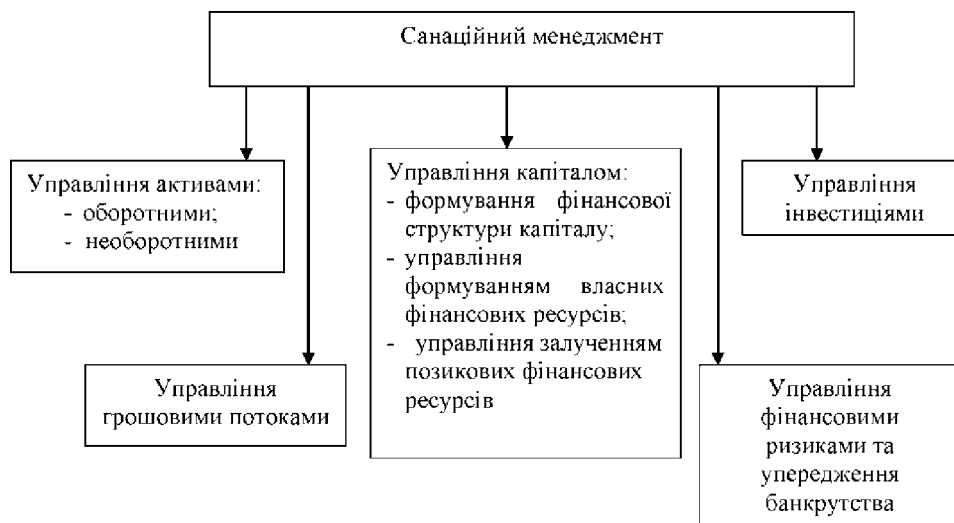 Санаційний менеджмент
Управління активами:
- оборотними;
- необоротними
Управління капіталом:
- формування фінансової
структури капіталу;
- управління
формуванням власних
фінансових ресурсів;
- управління залученням
позикових фінансових
ресурсів
Управління
інвестиціями
Управління
грошовими потоками
Управління
фінансовими
ризиками та
упередження
банкрутства